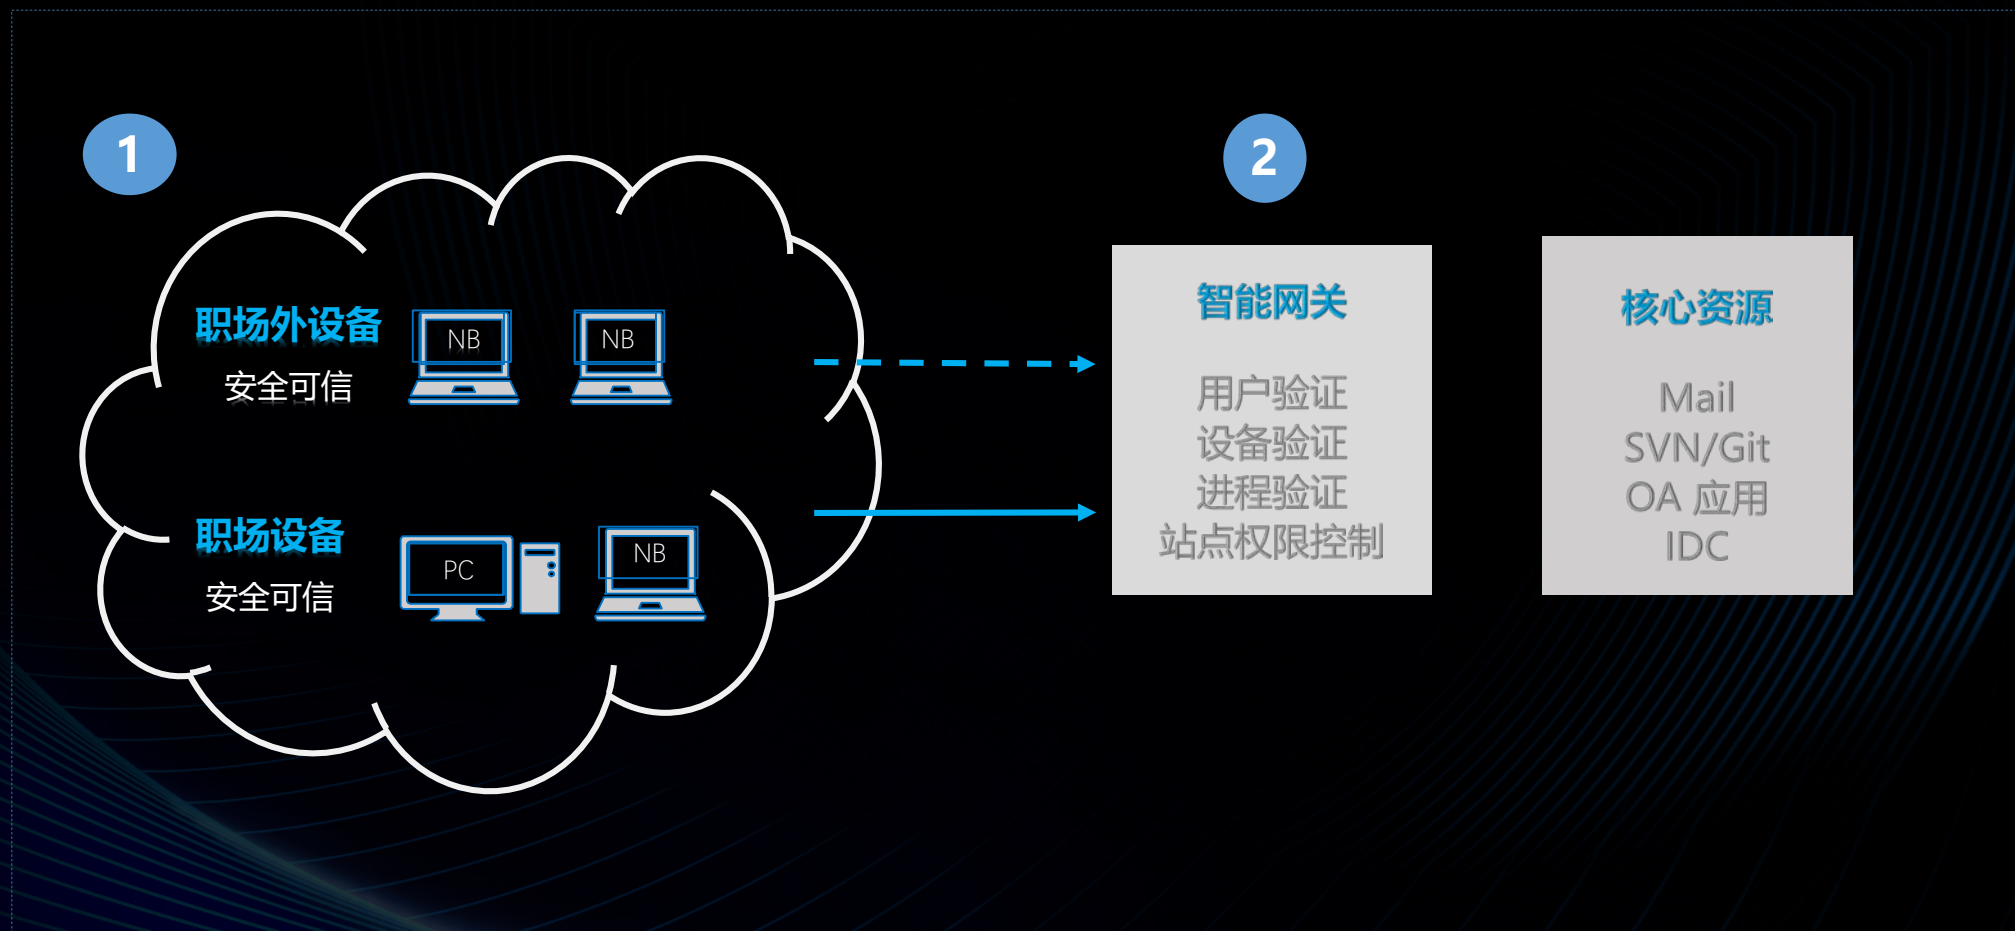 1
职场外设备
安全可信
NB
NB
职场设备
安全可信
PC
NB
2
智能网关
用户验证
设备验证
进程验证
站点权限控制
核心资源
Mail
SVN/Git
OA 应用
IDC